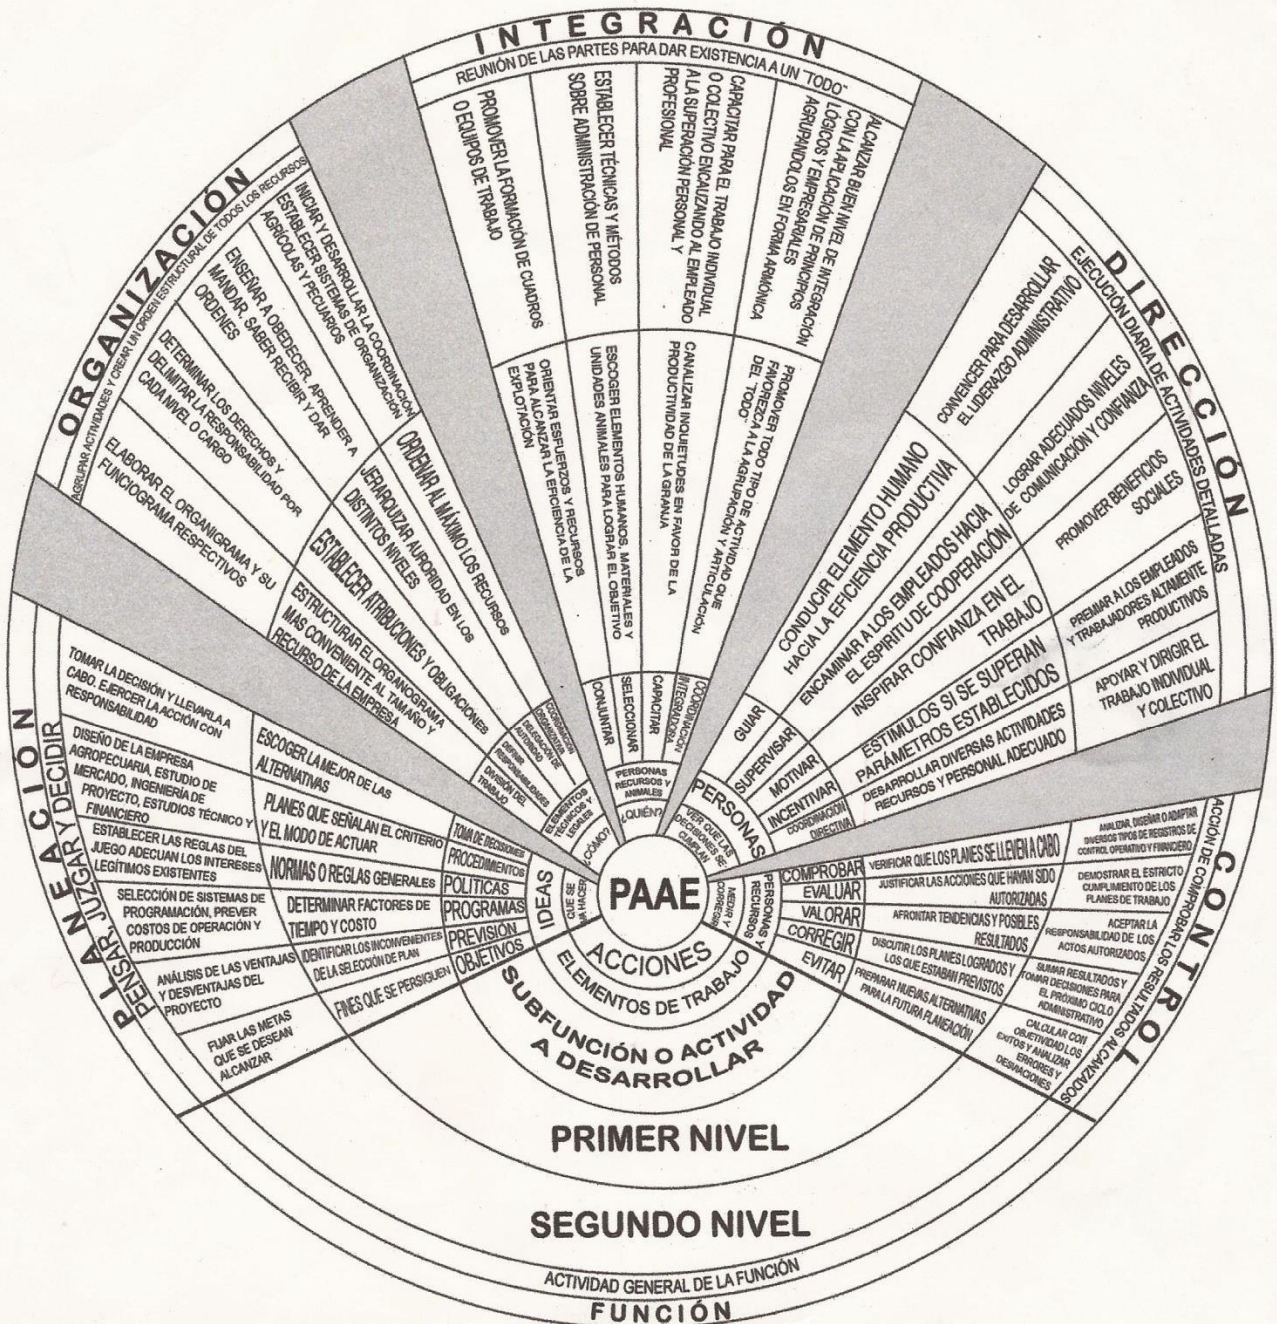 INTEGRACIÓN
REUNIÓN DE LAS PARTES PARA DAR EXISTENCIA A UN "TODO"
PROMOVER LA FORMACIÓN DE CUADROS
O EQUIPOS DE TRABAJO
ESTABLECER TÉCNICAS Y MÉTODOS
SOBRE ADMINISTRACIÓN DE PERSONAL
CAPACITAR PARA EL TRABAJO INDIVIDUAL
O COLECTIVO ENCAUZANDO AL EMPLEADO
A LA SUPERACIÓN PERSONAL Y
PROFESIONAL
ALCANZAR BUEN NIVEL DE INTEGRACIÓN
CON LA APLICACIÓN DE PRINCIPIOS
LÓGICOS Y EMPRESARIALES
AGRUPANDOLOS EN FORMA ARMÓNICA
ORIENTAR ESFUERZOS Y RECURSOS
PARA ALCANZAR LA EFICIENCIA DE LA
EXPLOTACIÓN
ESCOGER ELEMENTOS HUMANOS, MATERIALES Y
UNIDADES ANIMALES PARA LOGRAR EL OBJETIVO
CANALIZAR INQUIETUDES EN FAVOR DE LA
PRODUCTIVIDAD DE LA GRANJA
PROMOVER TODO TIPO DE ACTIVIDAD QUE
FAVOREZCA A LA AGRUPACIÓN Y ARTICULACIÓN
DEL "TODO"
CONJUNTAR
SELECCIONAR
CAPACITAR
COORDINACIÓN
INTEGRADORA
PERSONAS
RECURSOS Y
ANIMALES
¿QUIÉN?
ORGANIZACIÓN
AGRUPAR ACTIVIDADES Y CREAR UN ORDEN ESTRUCTURAL DE TODOS LOS RECURSOS
INICIAR Y DESARROLLAR LA COORDINACIÓN
ESTABLECER SISTEMAS DE ORGANIZACIÓN
AGRÍCOLAS Y PECUARIOS
ENSEÑAR A OBEDECER, APRENDER A
MANDAR, SABER RECIBIR Y DAR
ORDENES
DETERMINAR LOS DERECHOS Y
DELIMITAR LA RESPONSABILIDAD POR
CADA NIVEL O CARGO
ELABORAR EL ORGANIGRAMA Y SU
FUNCIOGRAMA RESPECTIVOS
ORDENAR AL MÁXIMO LOS RECURSOS
JERARQUIZAR AURORIDAD EN LOS
DISTINTOS NIVELES
ESTABLECER ATRIBUCIONES Y OBLIGACIONES
ESTRUCTURAR EL ORGANOGRAMA
MAS CONVENIENTE AL TAMAÑO Y
RECURSO DE LA EMPRESA
COORDINACIÓN
ORGANIZATIVA
DELEGACIÓN DE
AUTORIDAD
DEFINIR
RESPONSABILIDADES
DIVISIÓN DEL
TRABAJO
ELEMENTOS
TÉCNICOS Y
LEGALES
¿CÓMO?
DIRECCIÓN
EJECUCIÓN DIARIA DE ACTIVIDADES DETALLADAS
CONVENCER PARA DESARROLLAR
EL LIDERAZGO ADMINISTRATIVO
LOGRAR ADECUADOS NIVELES
DE COMUNICACIÓN Y CONFIANZA
PROMOVER BENEFICIOS
SOCIALES
PREMIAR A LOS EMPLEADOS
Y TRABAJADORES ALTAMENTE
PRODUCTIVOS
APOYAR Y DIRIGIR EL
TRABAJO INDIVIDUAL
Y COLECTIVO
CONDUCIR ELEMENTO HUMANO
HACIA LA EFICIENCIA PRODUCTIVA
ENCAMINAR A LOS EMPLEADOS HACIA
EL ESPIRITU DE COOPERACIÓN
INSPIRAR CONFIANZA EN EL
TRABAJO
ESTIMULOS SI SE SUPERAN
PARÁMETROS ESTABLECIDOS
DESARROLLAR DIVERSAS ACTIVIDADES
RECURSOS Y PERSONAL ADECUADO
GUIAR
SUPERVISAR
MOTIVAR
INCENTIVAR
COORDINACIÓN
DIRECTIVA
PERSONAS
VER QUE LAS
DECISIONES SE
CUMPLAN
PLANEACION
PENSAR, JUZGAR Y DECIDIR
TOMAR LA DECISIÓN Y LLEVARLA A
CABO. EJERCER LA ACCIÓN CON
RESPONSABILIDAD
DISEÑO DE LA EMPRESA
AGROPECUARIA, ESTUDIO DE
MERCADO, INGENIERÍA DE
PROYECTO, ESTUDIOS TÉCNICO Y
FINANCIERO
ESTABLECER LAS REGLAS DEL
JUEGO ADECUAN LOS INTERESES
LEGÍTIMOS EXISTENTES
SELECCIÓN DE SISTEMAS DE
PROGRAMACIÓN, PREVER
COSTOS DE OPERACIÓN Y
PRODUCCIÓN
ANÁLISIS DE LAS VENTAJAS
Y DESVENTAJAS DEL
PROYECTO
FIJAR LAS METAS
QUE SE DESEAN
ALCANZAR
ESCOGER LA MEJOR DE LAS
ALTERNATIVAS
PLANES QUE SEÑALAN EL CRITERIO
Y EL MODO DE ACTUAR
NORMAS O REGLAS GENERALES
DETERMINAR FACTORES DE
TIEMPO Y COSTO
IDENTIFICAR LOS INCONVENIENTES
DE LA SELECCIÓN DE PLAN
FINES QUE SE PERSIGUEN
TOMA DE DECISIONES
PROCEDIMIENTOS
POLÍTICAS
PROGRAMAS
PREVISIÓN
OBJETIVOS
IDEAS
QUE SE
VA HACER
CONTROL
ACCIÓN DE COMPROBAR LOS RESULTADOS ALCANZADOS
ANALIZAR, DISEÑAR O ADAPTAR
DIVERSOS TIPOS DE REGISTROS DE
CONTROL OPERATIVO Y FINANCIERO
DEMOSTRAR EL ESTRICTO
CUMPLIMIENTO DE LOS
PLANES DE TRABAJO
ACEPTAR LA
RESPONSABILIDAD DE LOS
ACTOS AUTORIZADOS
SUMAR RESULTADOS Y
TOMAR DECISIONES PARA
EL PRÓXIMO CICLO
ADMINISTRATIVO
CALCULAR CON
OBJETIVIDAD LOS
EXITOS Y ANALIZAR
ERRORES Y
DESVIACIONES
VERIFICAR QUE LOS PLANES SE LLEVEN A CABO
JUSTIFICAR LAS ACCIONES QUE HAYAN SIDO
AUTORIZADAS
AFRONTAR TENDENCIAS Y POSIBLES
RESULTADOS
DISCUTIR LOS PLANES LOGRADOS Y
LOS QUE ESTABAN PREVISTOS
PREPARAR NUEVAS ALTERNATIVAS
PARA LA FUTURA PLANEACIÓN
COMPROBAR
EVALUAR
VALORAR
CORREGIR
EVITAR
PERSONAS Y
RECURSOS
MEDIR Y
CORREGIR
PAAE
ACCIONES
ELEMENTOS DE TRABAJO
SUBFUNCIÓN O ACTIVIDAD
A DESARROLLAR
PRIMER NIVEL
SEGUNDO NIVEL
ACTIVIDAD GENERAL DE LA FUNCIÓN
FUNCIÓN